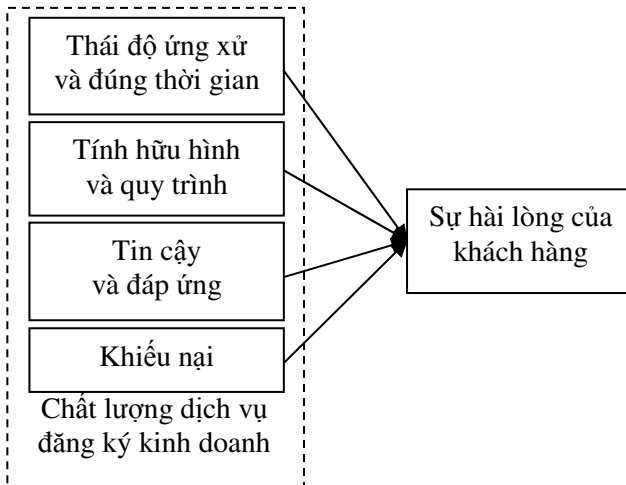 Thái độ ứng xử
và đúng thời gian
Tính hữu hình
và quy trình
Tin cậy
và đáp ứng
Khiếu nại
Chất lượng dịch vụ
đăng ký kinh doanh
Sự hài lòng của
khách hàng